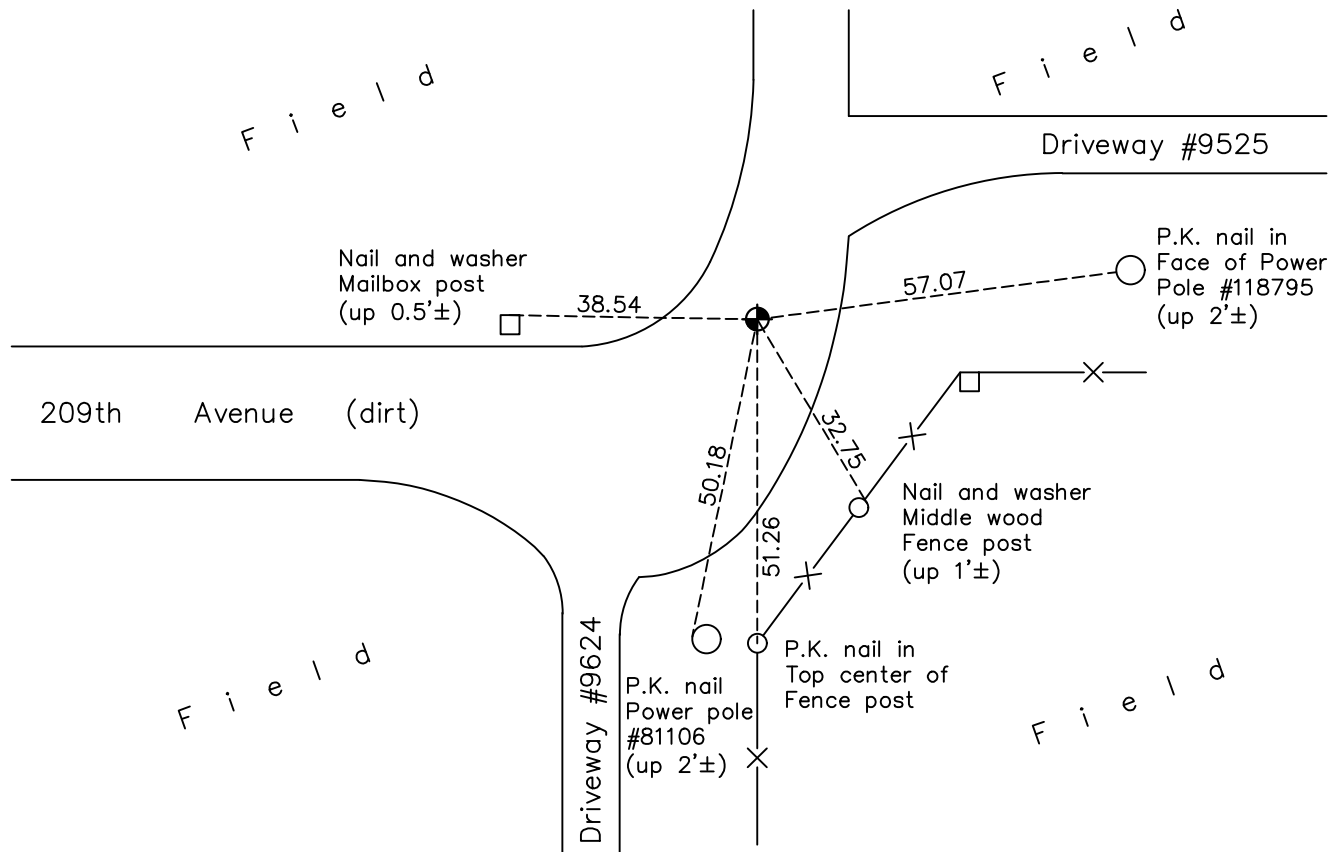 Field
Field
Driveway #9525
Nail and washer
Mailbox post
(up 0.5'±)
38.54
57.07
P.K. nail in
Face of Power
Pole #118795
(up 2'±)
209th Avenue (dirt)
32.75
50.18
51.26
Nail and washer
Middle wood
Fence post
(up 1'±)
Field
Driveway #9624
P.K. nail
Power pole
#81106
(up 2'±)
P.K. nail in
Top center of
Fence post
Field